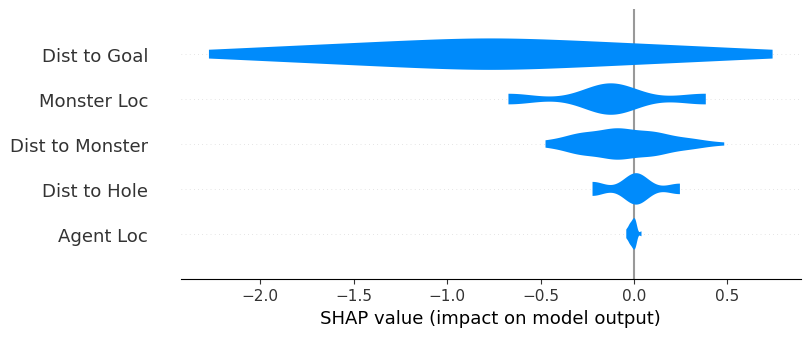 Dist to Goal
Monster Loc
Dist to Monster
Dist to Hole
Agent Loc
−2.0 −1.5 −1.0 −0.5 0.0 0.5
SHAP value (impact on model output)